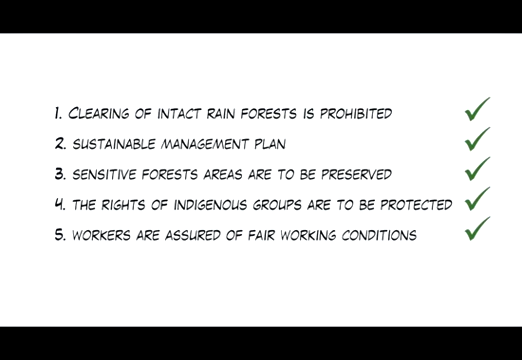 1. CLEARING OF INTACT RAIN FORESTS IS PROHIBITED
2. SUSTAINABLE MANAGEMENT PLAN
3. SENSITIVE FORESTS AREAS ARE TO BE PRESERVED
4. THE RIGHTS OF INDIGENOUS GROUPS ARE TO BE PROTECTED
5. WORKERS ARE ASSURED OF FAIR WORKING CONDITIONS